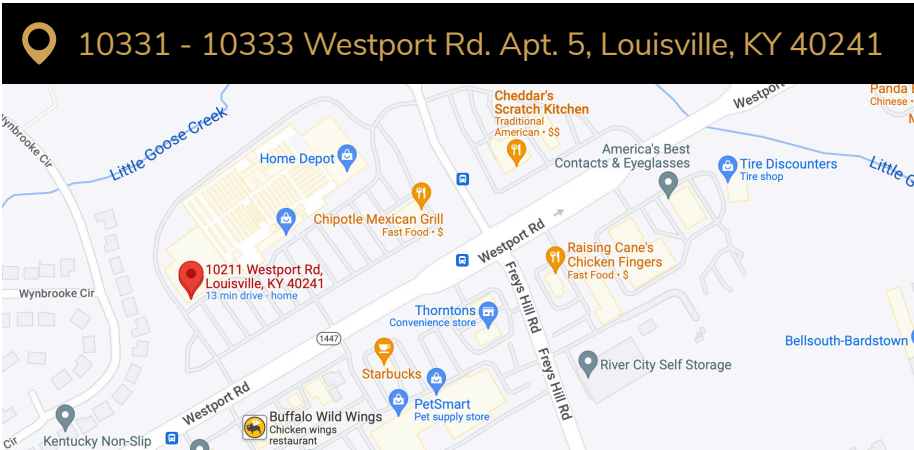 10331 - 10333 Westport Rd. Apt. 5, Louisville, KY 40241
Cheddar's
Scratch Kitchen
Traditional
American • $$
Westport
Panda
Chinese •
Wynbrooke Cir
Little Goose Creek
Home Depot
America's Best
Contacts & Eyeglasses
Tire Discounters
Tire shop
Little G
Chipotle Mexican Grill
Fast Food • $
Westport Rd
Raising Cane's
Chicken Fingers
Fast Food • $
10211 Westport Rd,
Louisville, KY 40241
13 min drive - home
Wynbrooke Cir
Freys Hill Rd
Thorntons
Convenience store
1447
Bellsouth-Bardstown
Freys Hill Rd
River City Self Storage
Starbucks
Westport Rd
PetSmart
Pet supply store
Buffalo Wild Wings
Chicken wings
restaurant
Kentucky Non-Slip
Cir